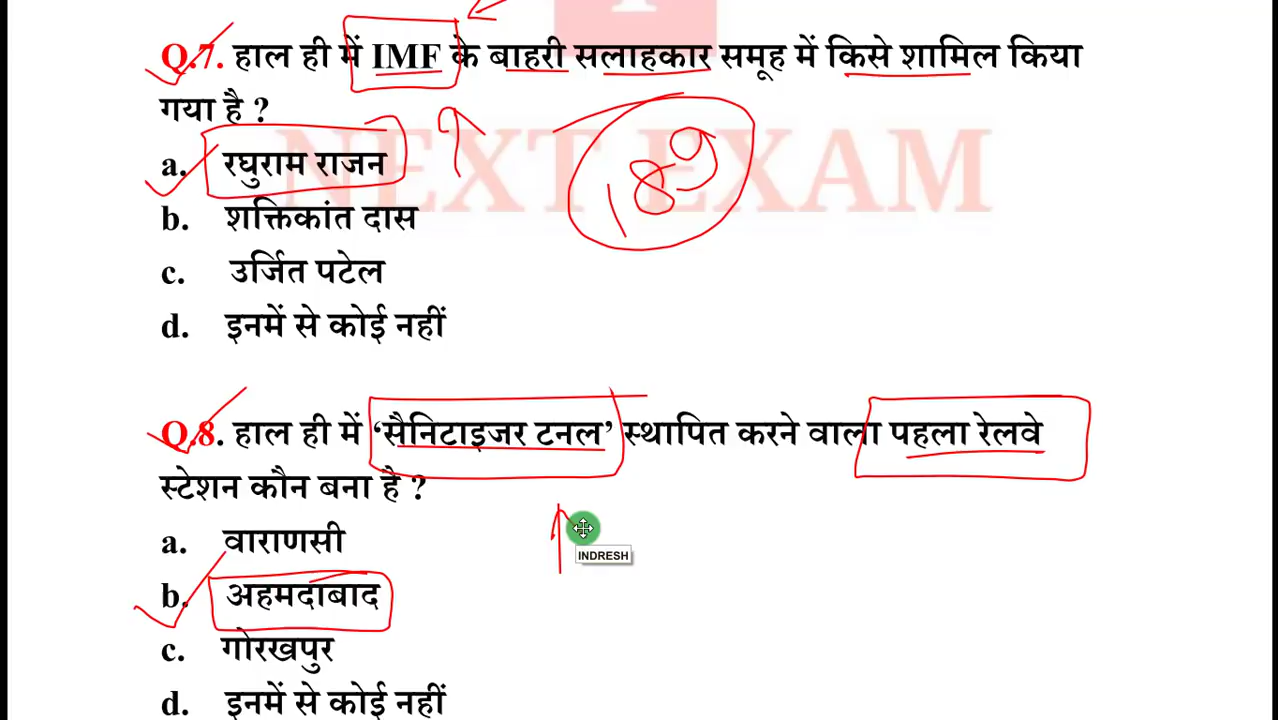 Q.7. हाल ही में IMF के बाहरी सलाहकार समूह में किसे शामिल किया
गया है ?
a. रघुराम राजन
189
b. शक्तिकांत दास
c. उर्जित पटेल
d. इनमें से कोई नहीं
NEXT EXAM
Q.8. हाल ही में ‘सैनिटाइजर टनल’ स्थापित करने वाला पहला रेलवे
स्टेशन कौन बना है ?
a. वाराणसी
INDRESH
b. अहमदाबाद
c. गोरखपुर
d. इनमें से कोई नहीं